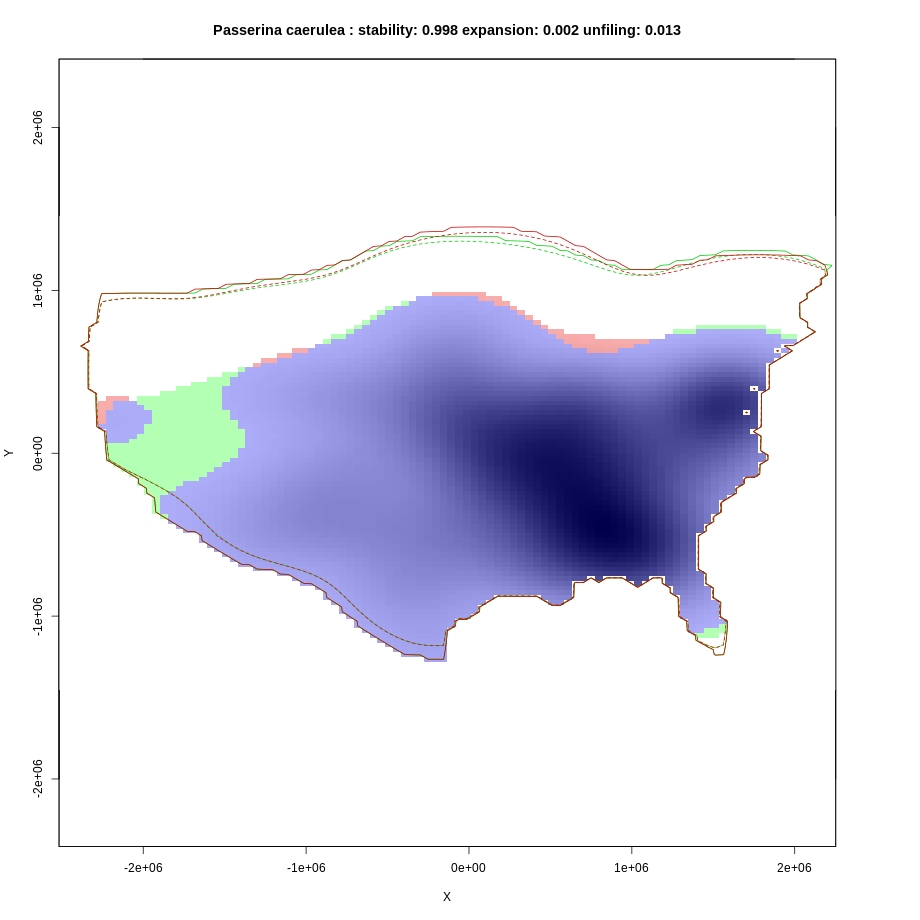 Passerina caerulea : stability: 0.998 expansion: 0.002 unfiling: 0.013
2e+06
1e+06
0e+00
-1e+06
-2e+06
Y
-2e+06 -1e+06 0e+00 1e+06 2e+06
X